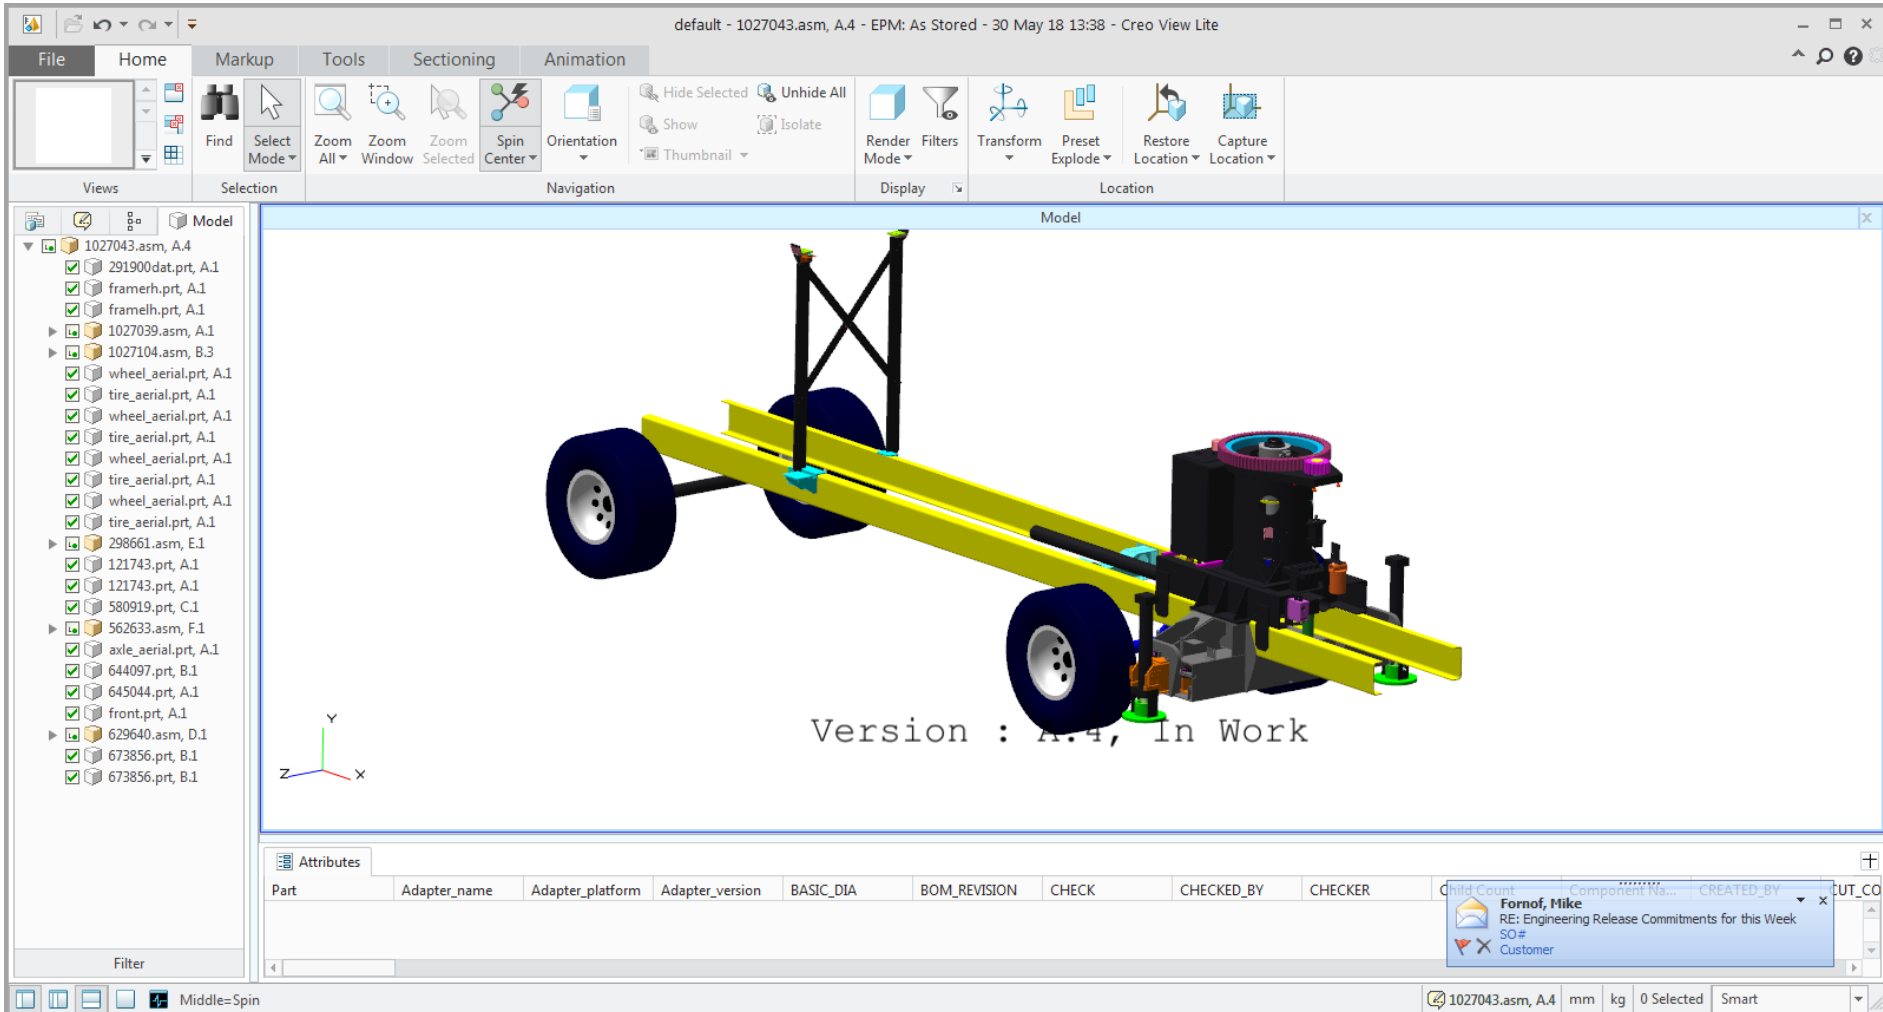 default - 1027043.asm, A.4 - EPM: As Stored - 30 May 18 13:38 - Creo View Lite
File Home Markup Tools Sectioning Animation
Find
Select Mode
Zoom All
Zoom Window
Zoom Selected
Spin Center
Orientation
Hide Selected
Unhide All
Show
Isolate
Thumbnail
Render Mode
Filters
Transform
Preset Explode
Restore Location
Capture Location
Views
Selection
Navigation
Display
Location
Model
1027043.asm, A.4
291900dat.prt, A.1
framerh.prt, A.1
framelh.prt, A.1
1027039.asm, A.1
1027104.asm, B.3
wheel_aerial.prt, A.1
tire_aerial.prt, A.1
wheel_aerial.prt, A.1
tire_aerial.prt, A.1
wheel_aerial.prt, A.1
tire_aerial.prt, A.1
wheel_aerial.prt, A.1
tire_aerial.prt, A.1
298661.asm, E.1
121743.prt, A.1
121743.prt, A.1
580919.prt, C.1
562633.asm, F.1
axle_aerial.prt, A.1
644097.prt, B.1
645044.prt, A.1
front.prt, A.1
629640.asm, D.1
673856.prt, B.1
673856.prt, B.1
Filter
Model
Version : A.4, In Work
Y
Z
X
Attributes
Part Adapter_name Adapter_platform Adapter_version BASIC_DIA BOM_REVISION CHECK CHECKED_BY CHECKER Child Count Component Na... CREATED_BY CUT_CO
Fornof, Mike
RE: Engineering Release Commitments for this Week
SO#
Customer
Middle=Spin
1027043.asm, A.4 mm kg 0 Selected Smart